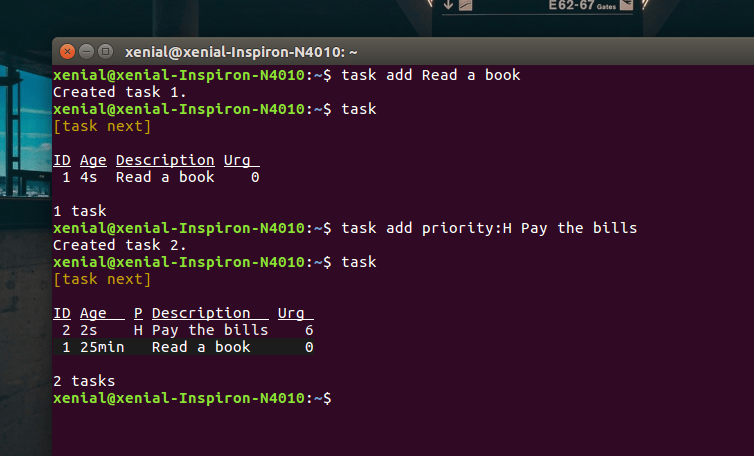 E62-67 Gates
xenial@xenial-Inspiron-N4010: ~
xenial@xenial-Inspiron-N4010:~$ task add Read a book
Created task 1.
xenial@xenial-Inspiron-N4010:~$ task
[task next]
ID Age Description Urg
1 4s Read a book 0
1 task
xenial@xenial-Inspiron-N4010:~$ task add priority:H Pay the bills
Created task 2.
xenial@xenial-Inspiron-N4010:~$ task
[task next]
ID Age P Description Urg
2 2s H Pay the bills 6
1 25min Read a book 0
2 tasks
xenial@xenial-Inspiron-N4010:~$